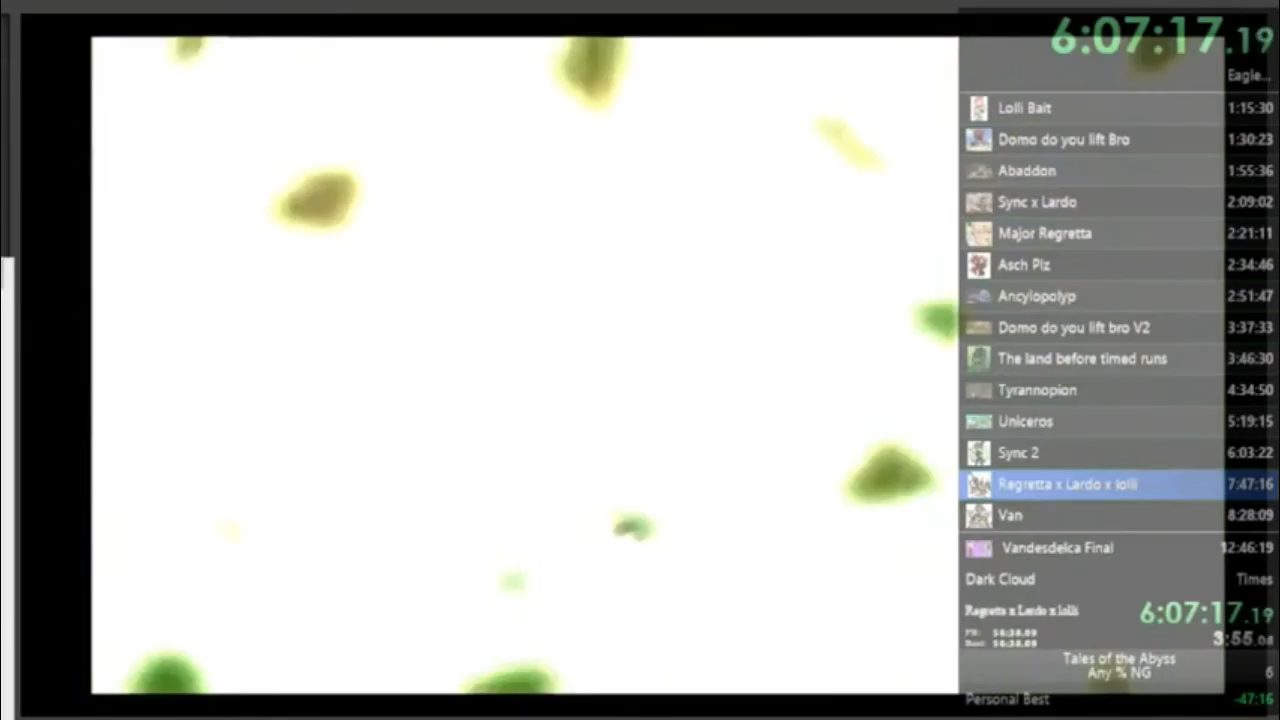 6:07:17.19
Eagle...
Lolli Bait 1:15:30
Domo do you lift Bro 1:30:23
Abaddon 1:55:36
Sync x Lardo 2:09:02
Major Regretta 2:21:11
Asch Plz 2:34:46
Ancylopolyp 2:51:47
Domo do you lift bro V2 3:37:33
The land before timed runs 3:46:30
Tyrannopion 4:34:50
Uniceros 5:19:15
Sync 2 6:03:22
Regretta x Lardo x lolli 7:47:16
Van 8:28:09
Vandesdelca Final 12:46:19
Dark Cloud Times
Regretta x Lardo x lolli 6:07:17.19
3:55
Tales of the Abyss
Any % NG 6
Personal Best -47:16